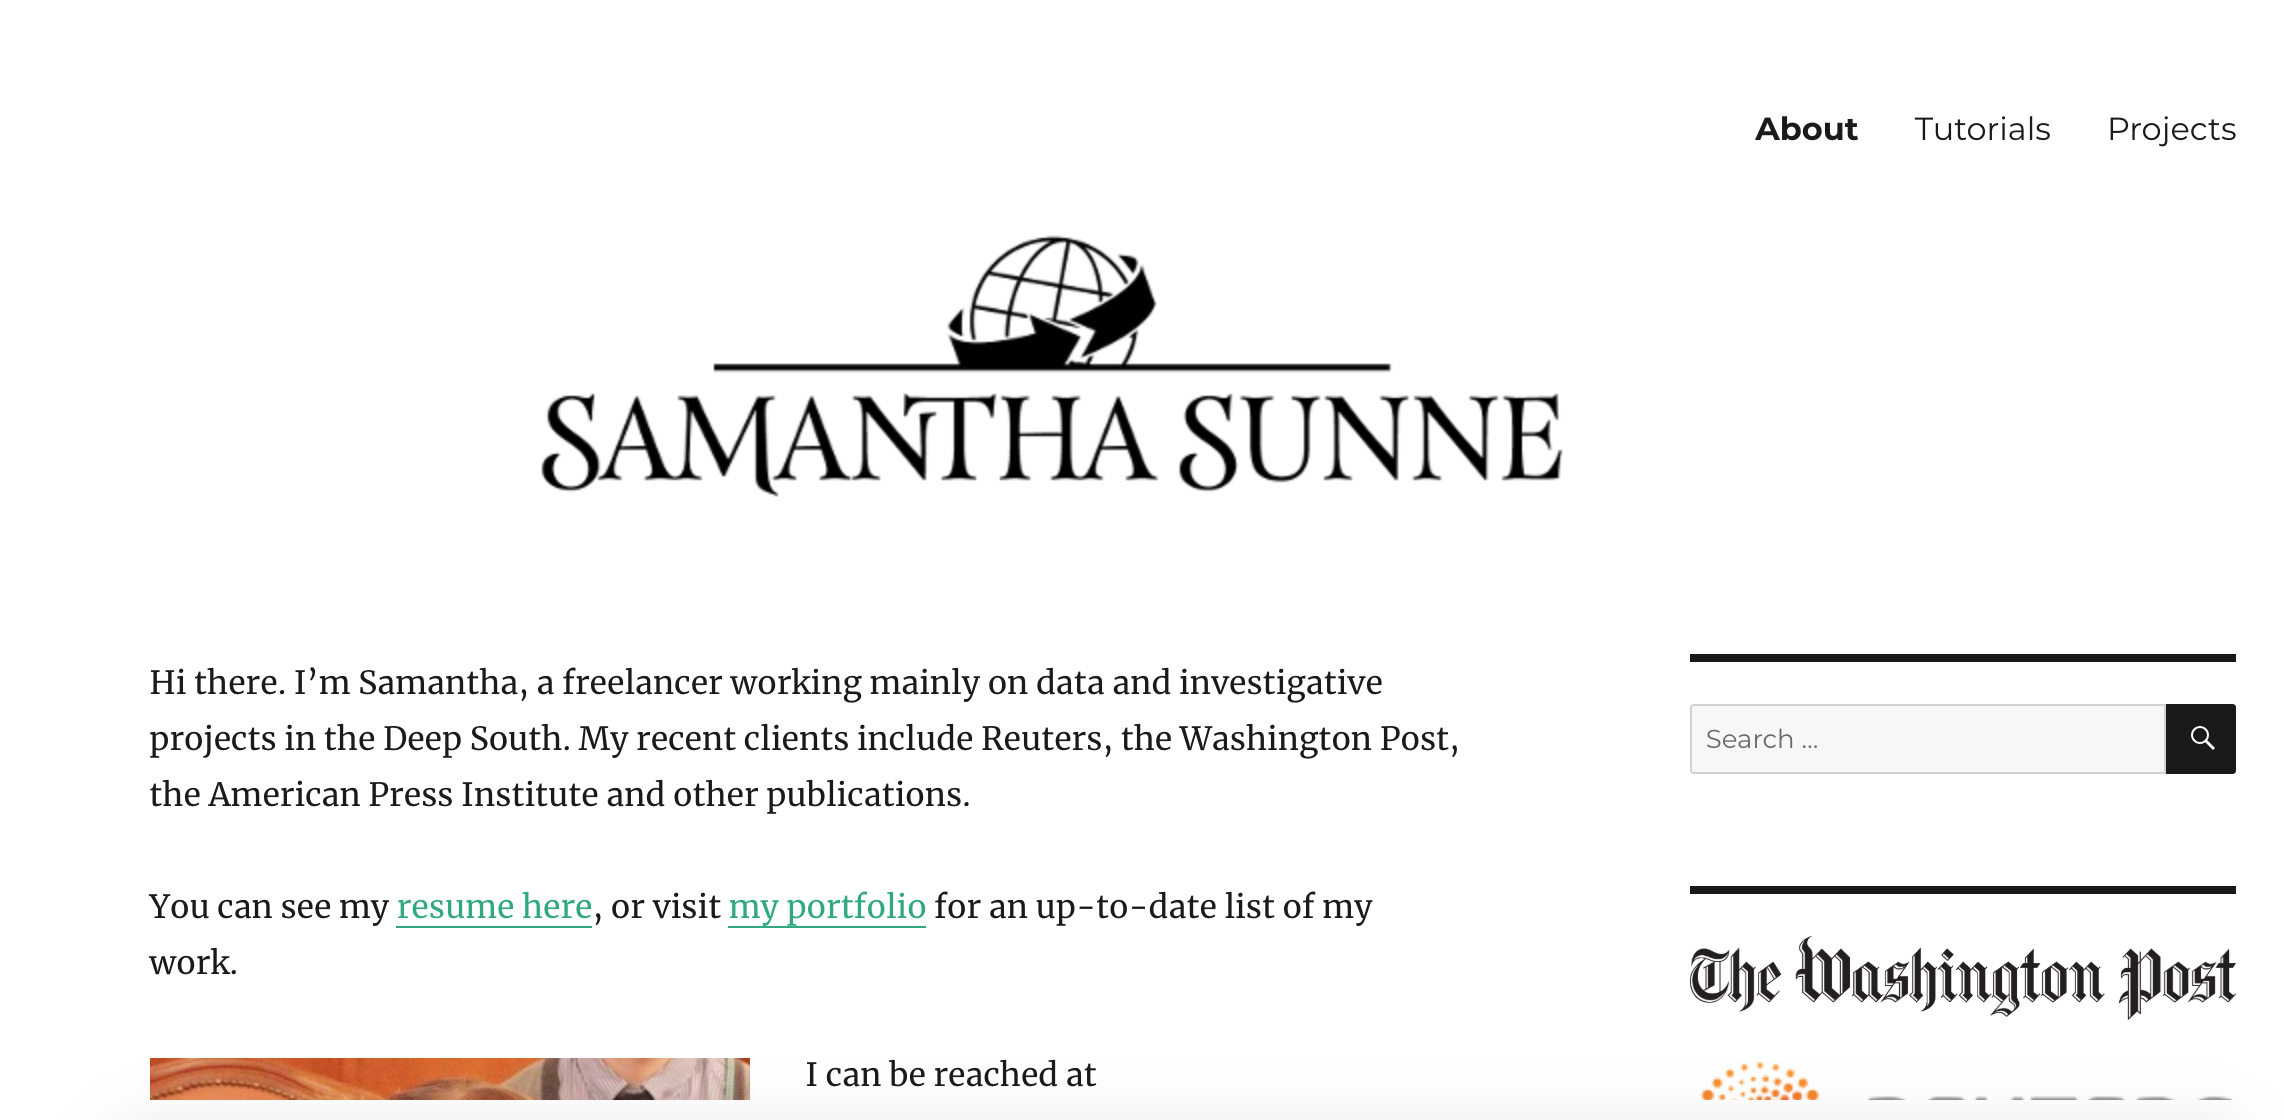 About Tutorials Projects
SAMANTHA SUNNE
Hi there. I’m Samantha, a freelancer working mainly on data and investigative
projects in the Deep South. My recent clients include Reuters, the Washington Post,
the American Press Institute and other publications.
You can see my resume here, or visit my portfolio for an up-to-date list of my
work.
I can be reached at
Search ...
The Washington Post